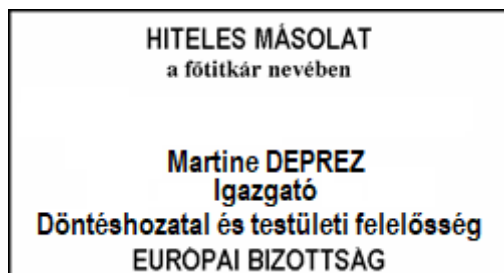 HITELES MÁSOLAT
a főtitkár nevében
Martine DEPREZ
Igazgató
Döntéshozatal és testületi felelősség
EURÓPAI BIZOTTSÁG